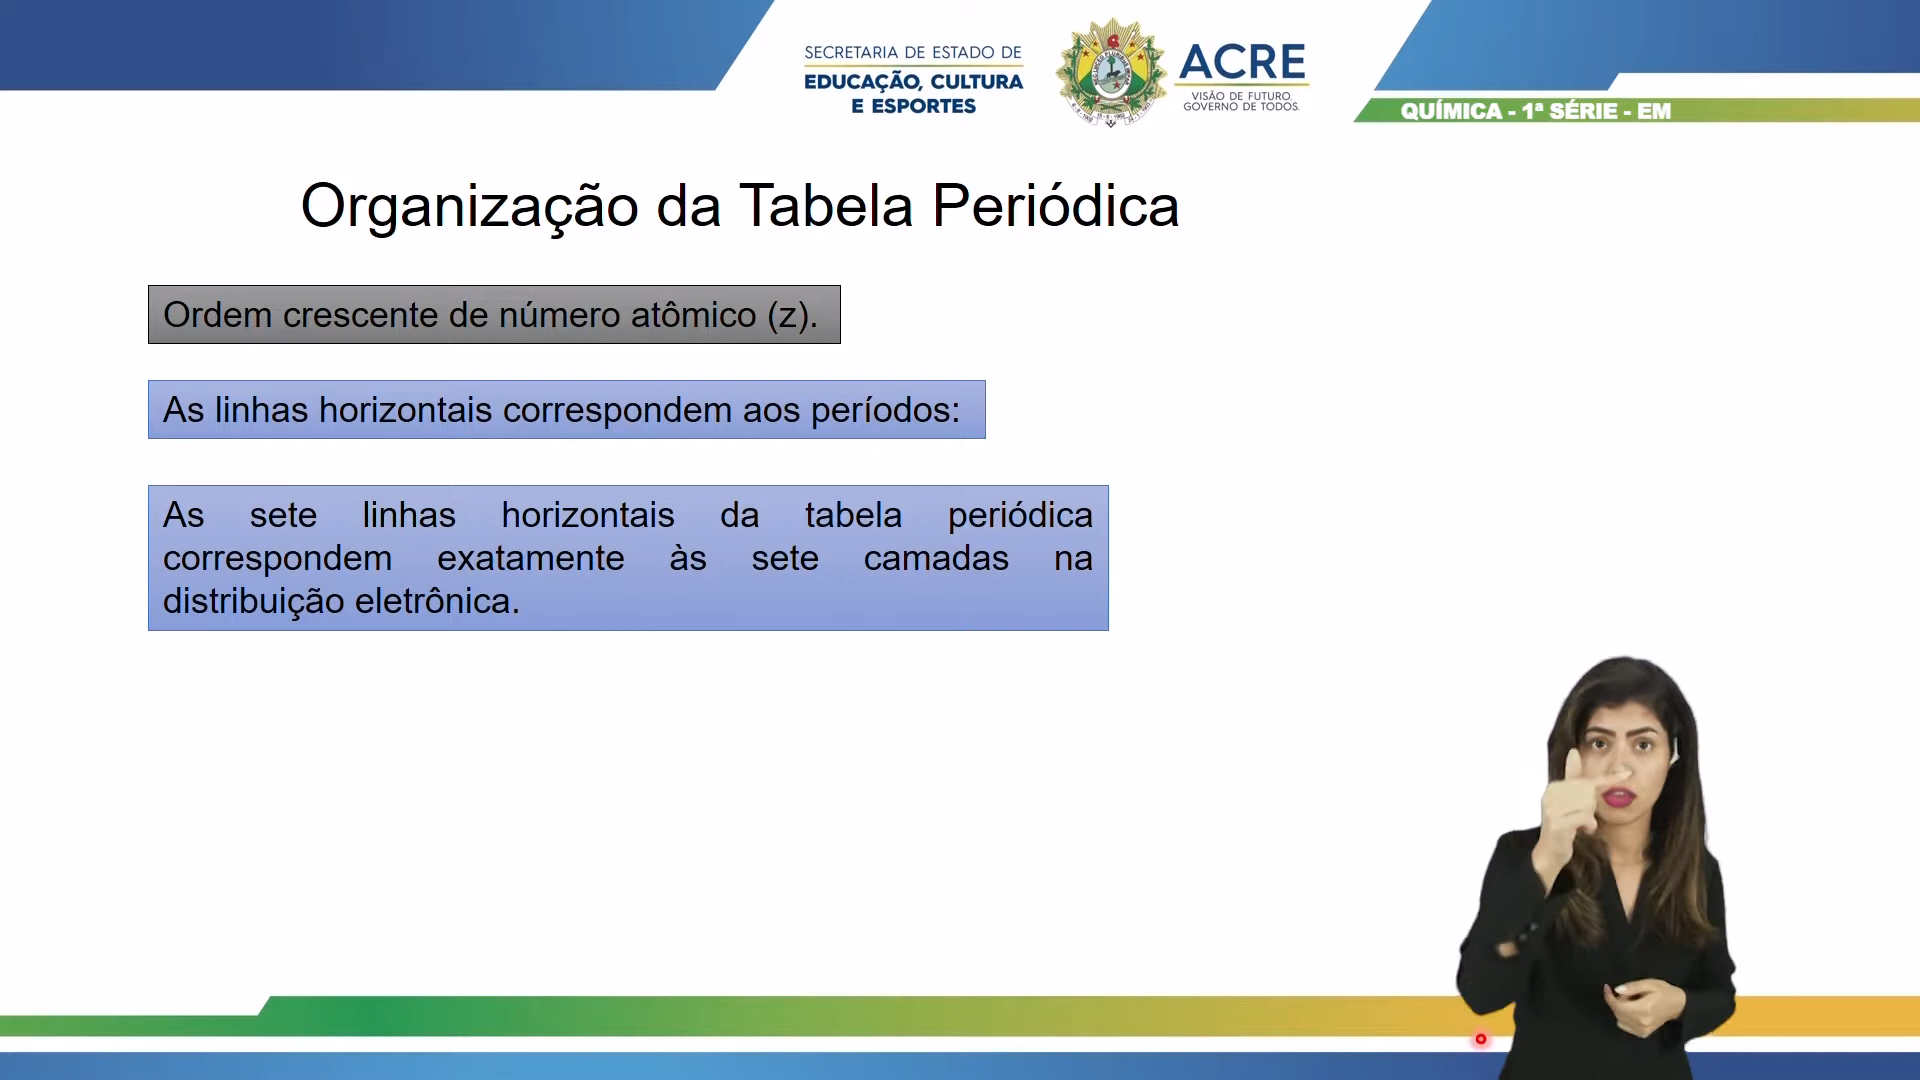 SECRETARIA DE ESTADO DE
EDUCAÇÃO, CULTURA
E ESPORTES
ACRE
VISÃO DE FUTURO.
GOVERNO DE TODOS.
QUÍMICA - 1ª SÉRIE - EM
Organização da Tabela Periódica
Ordem crescente de número atômico (z).
As linhas horizontais correspondem aos períodos:
As sete linhas horizontais da tabela periódica
correspondem exatamente às sete camadas na
distribuição eletrônica.